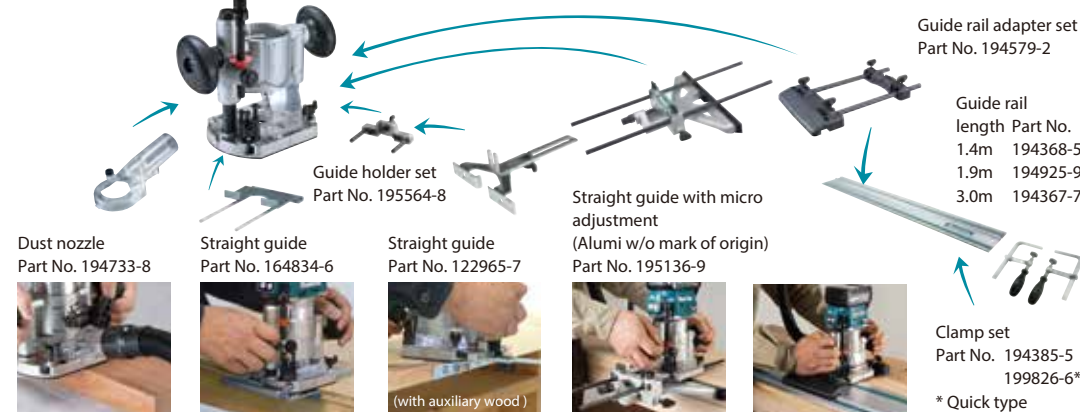 Guide rail adapter set
Part No. 194579-2
Guide rail
length Part No.
1.4m 194368-5
1.9m 194925-9
3.0m 194367-7
Guide holder set
Part No. 195564-8
Straight guide with micro
adjustment
(Alumi w/o mark of origin)
Part No. 195136-9
Dust nozzle
Part No. 194733-8
Straight guide
Part No. 164834-6
Straight guide
Part No. 122965-7
(with auxiliary wood )
Clamp set
Part No. 194385-5
199826-6*
* Quick type